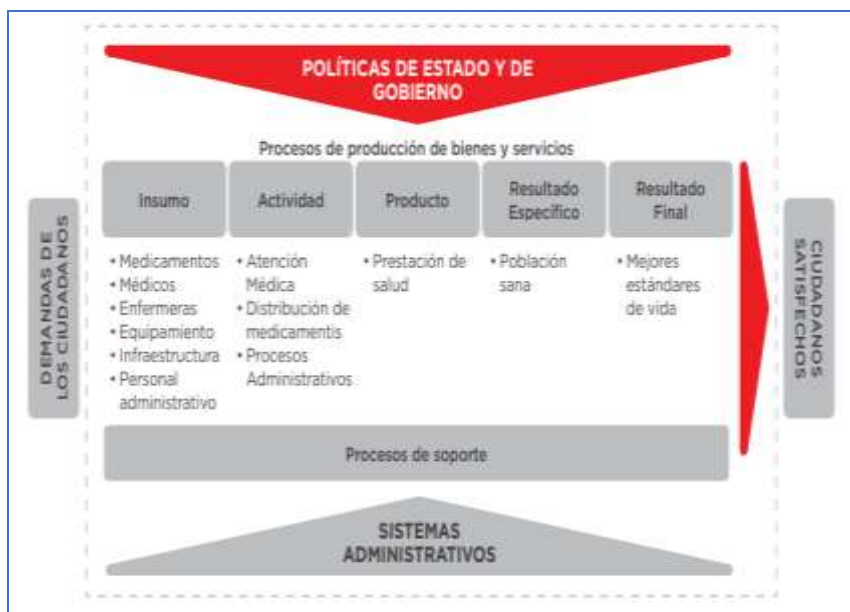 POLÍTICAS DE ESTADO Y DE
GOBIERNO
Procesos de producción de bienes y servicios
DEMANDAS DE
LOS CIUDADANOS
Insumo
• Medicamentos
• Médicos
• Enfermeras
• Equipamiento
• Infraestructura
• Personal
administrativo
Actividad
• Atención
Médica
• Distribución de
medicamentis
• Procesos
Administrativos
Producto
• Prestación de
salud
Resultado
Específico
• Población
sana
Resultado
Final
• Mejores
estándares
de vida
CIUDADANOS
SATISFECHOS
Procesos de soporte
SISTEMAS
ADMINISTRATIVOS